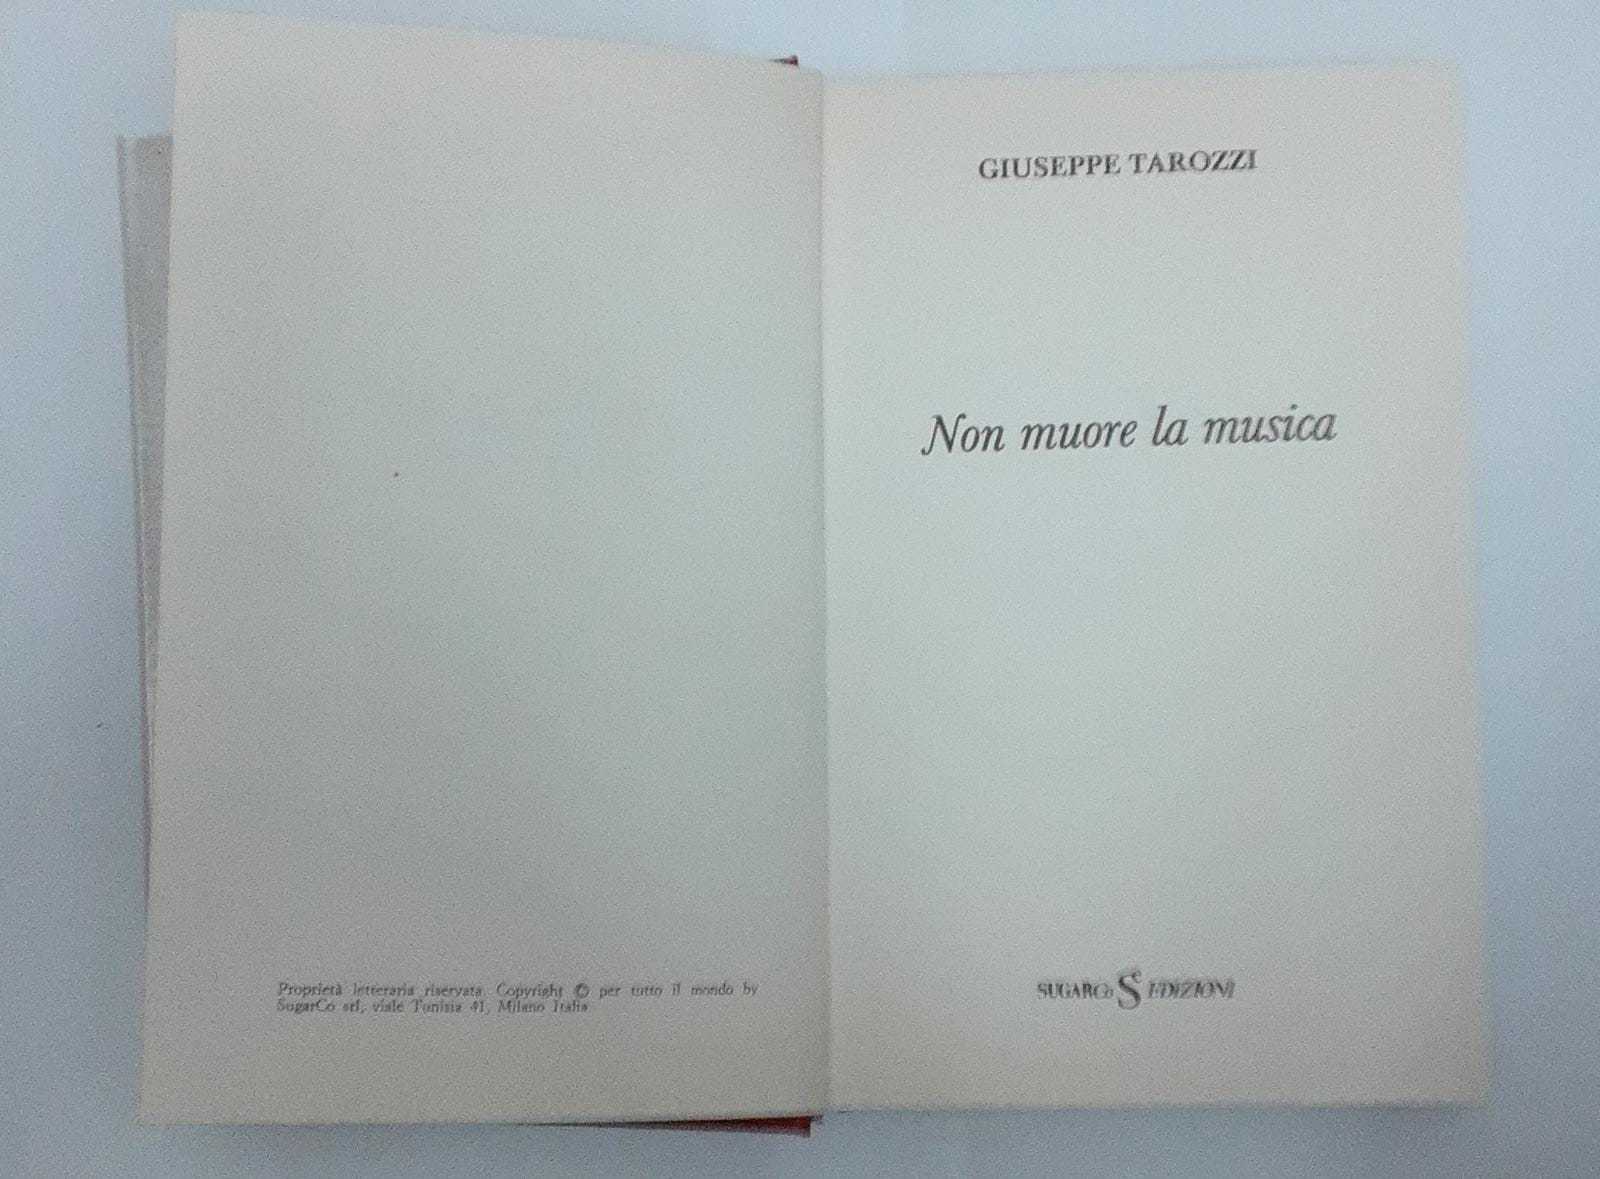 Proprietà letteraria riservata. Copyright © per tutto il mondo by
SugarCo srl, viale Tunisia 41, Milano Italia
GIUSEPPE TAROZZI
Non muore la musica
SUGARCo S EDIZIONI